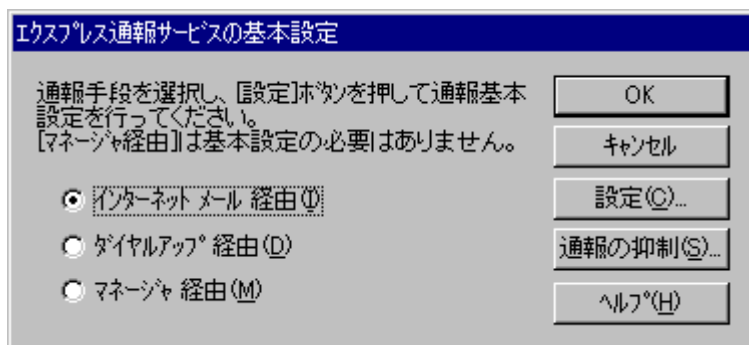 エクスプレス通報サービスの基本設定
通報手段を選択し、[設定]ボタンを押して通報基本
設定を行ってください。
[マネージャ経由]は基本設定の必要はありません。
インターネット メール 経由(I)
ダイヤルアップ 経由(D)
マネージャ 経由(M)
OK
キャンセル
設定(C)...
通報の抑制(S)...
ヘルプ(H)